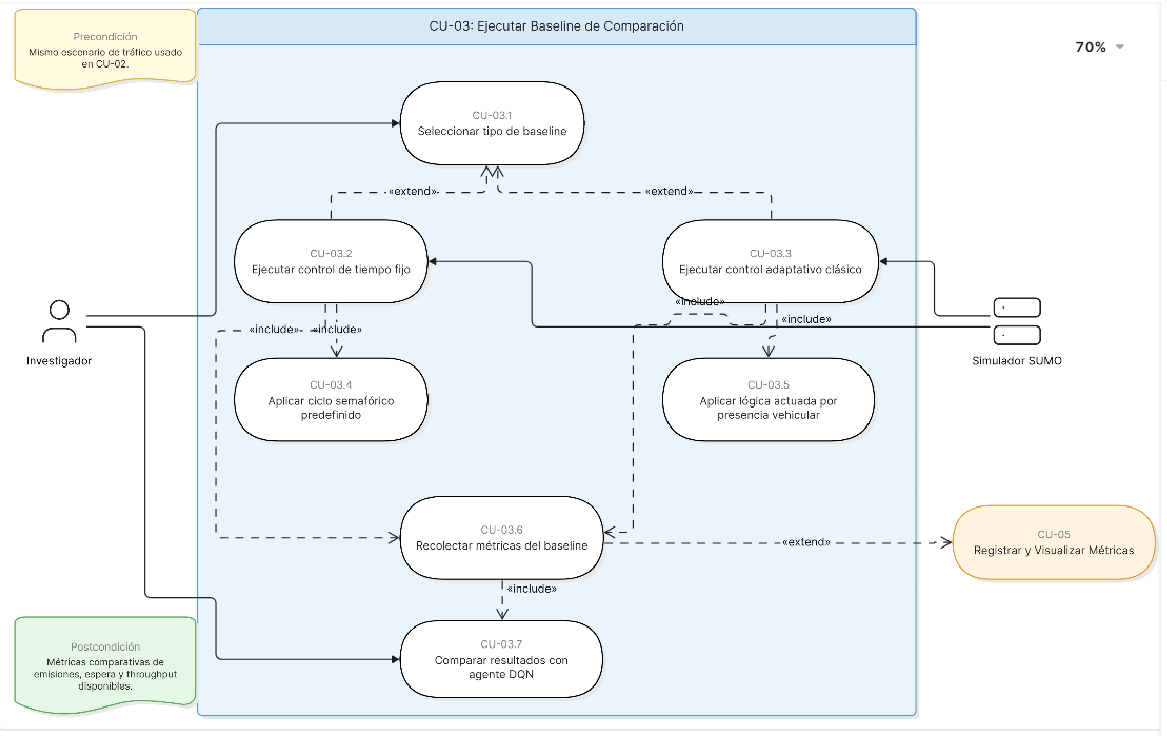 CU-03: Ejecutar Baseline de Comparación
Precondición
Mismo escenario de tráfico usado
en CU-02.
70%
CU-03.1
Seleccionar tipo de baseline
«extend»
«extend»
CU-03.2
Ejecutar control de tiempo fijo
CU-03.3
Ejecutar control adaptativo clásico
«include»
«include»
«include»
«include»
Investigador
Simulador SUMO
CU-03.4
Aplicar ciclo semafórico
predefinido
CU-03.5
Aplicar lógica actuada por
presencia vehicular
CU-03.6
Recolectar métricas del baseline
«extend»
CU-05
Registrar y Visualizar Métricas
«include»
CU-03.7
Comparar resultados con
agente DQN
Postcondición
Métricas comparativas de
emisiones, espera y throughput
disponibles.